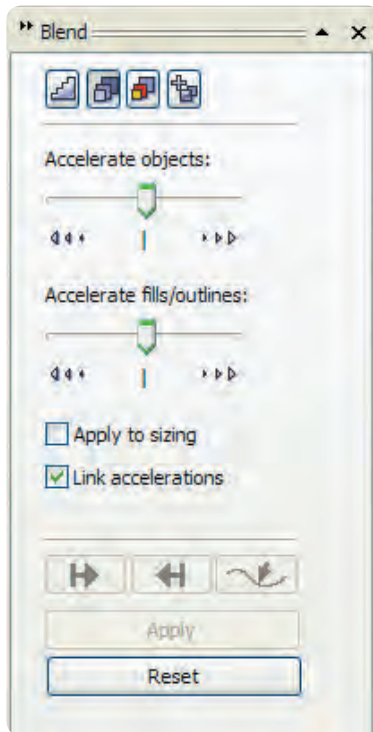 Blend
Accelerate objects:
Accelerate fills/outlines:
Apply to sizing
Link accelerations
Apply
Reset